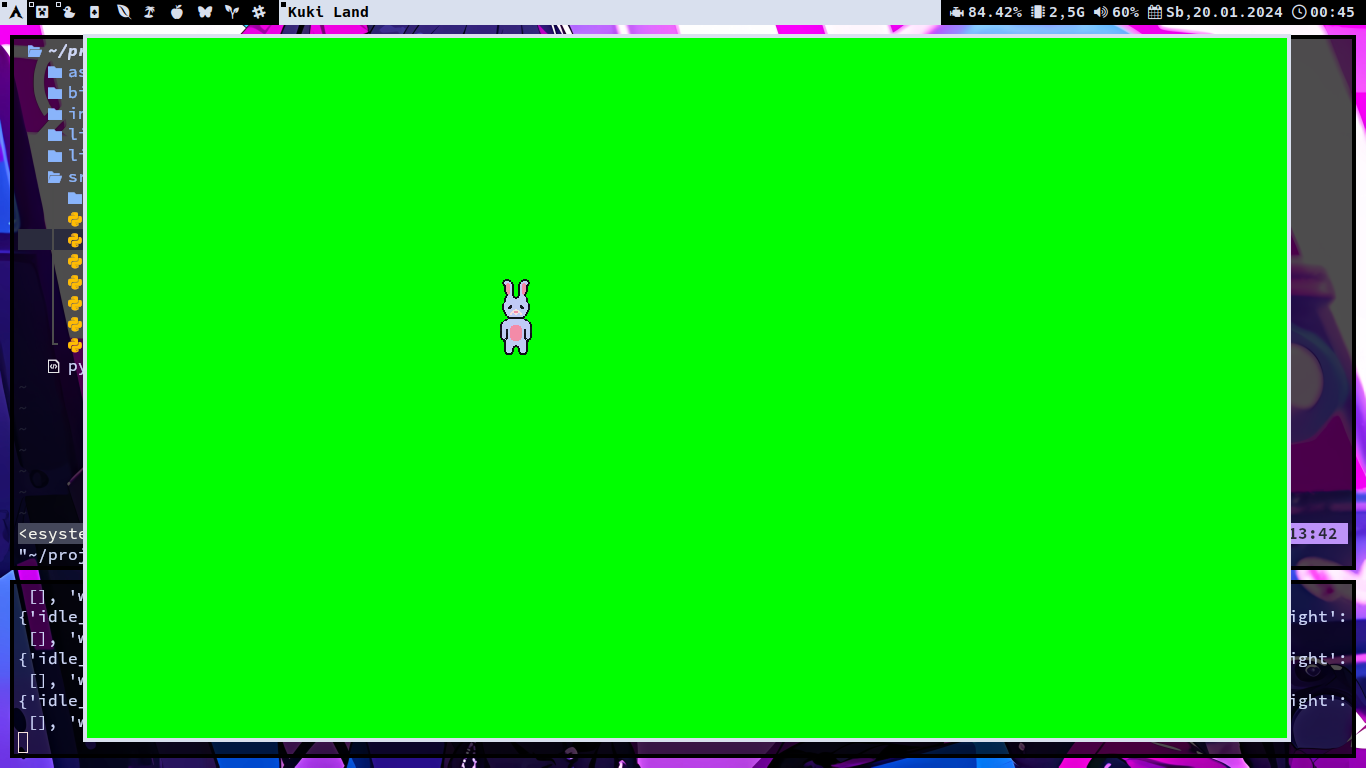 Kuki Land
84.42% 2,5G 60% Sb,20.01.2024 00:45
~/pr
as
bi
in
li
li
sr
py
~
~
~
~
~
~
~
<esyste
13:42
"~/proj
[], 'w
{'idle_
ight':
[], 'w
{'idle_
ight':
[], 'w
{'idle_
ight':
[], 'w